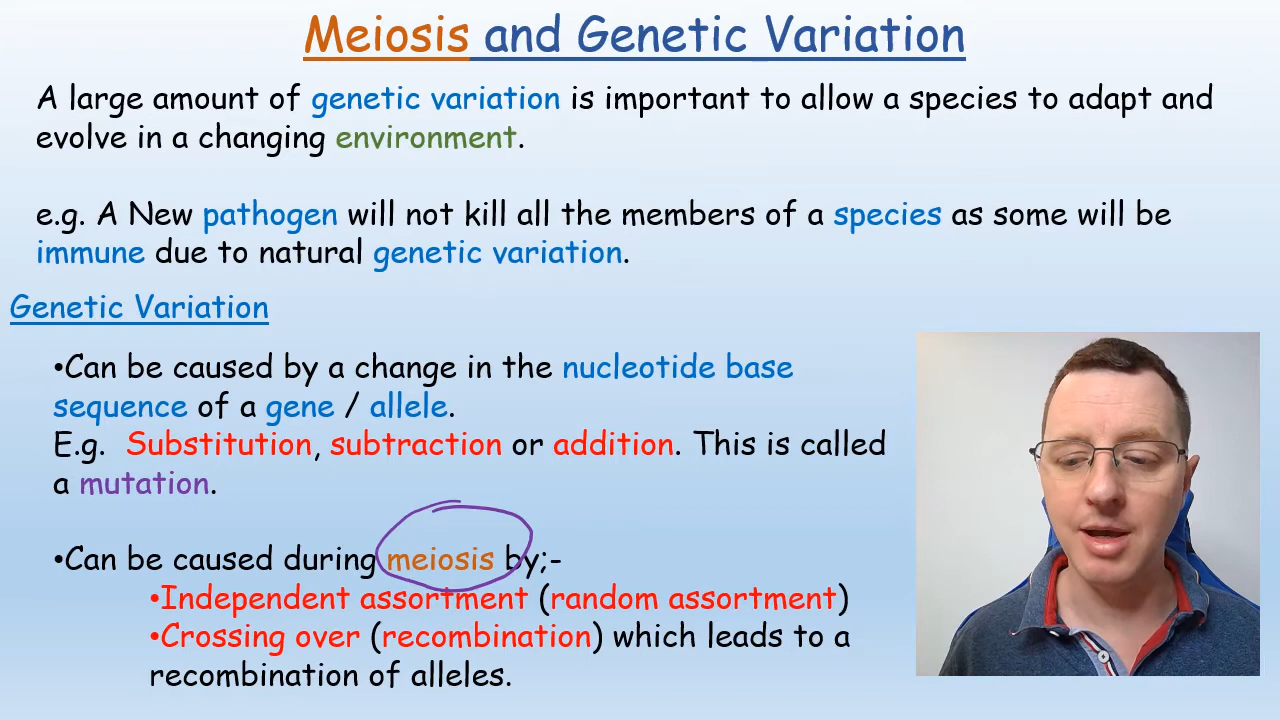 Meiosis and Genetic Variation
A large amount of genetic variation is important to allow a species to adapt and
evolve in a changing environment.
e.g. A New pathogen will not kill all the members of a species as some will be
immune due to natural genetic variation.
Genetic Variation
•Can be caused by a change in the nucleotide base
sequence of a gene / allele.
E.g. Substitution, subtraction or addition. This is called
a mutation.
•Can be caused during meiosis by;-
•Independent assortment (random assortment)
•Crossing over (recombination) which leads to a
recombination of alleles.